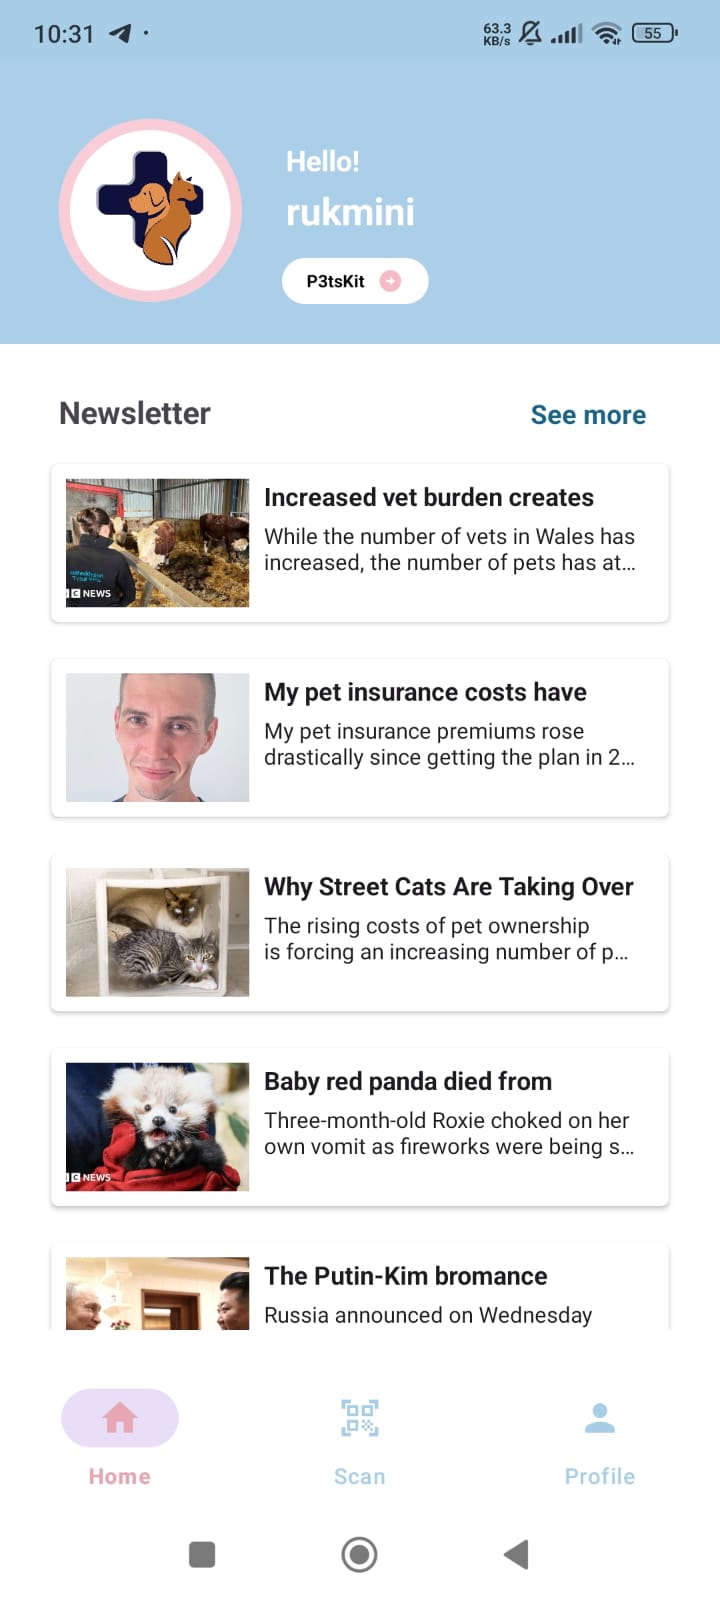 10:31
63.3
KB/s
55
Hello!
rukmini
P3tsKit
Newsletter
See more
Increased vet burden creates
While the number of vets in Wales has
increased, the number of pets has at...
NEWS
My pet insurance costs have
My pet insurance premiums rose
drastically since getting the plan in 2...
Why Street Cats Are Taking Over
The rising costs of pet ownership
is forcing an increasing number of p...
Baby red panda died from
Three-month-old Roxie choked on her
own vomit as fireworks were being s...
C NEWS
The Putin-Kim bromance
Russia announced on Wednesday
Home
Scan
Profile